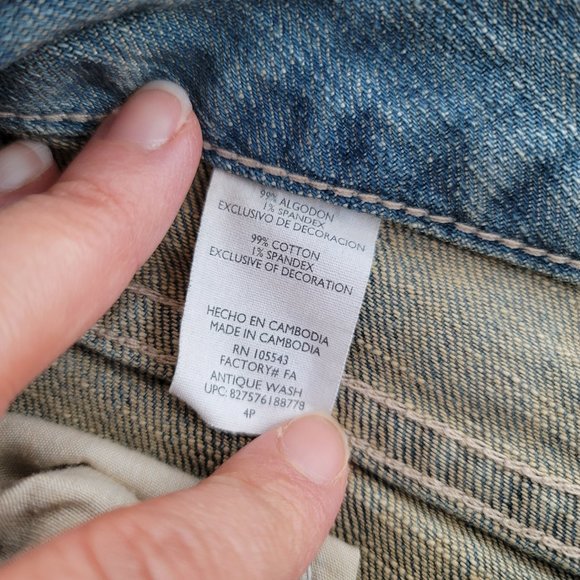 99% ALGODON
1% SPANDEX
EXCLUSIVO DE DECORACION
99% COTTON
1% SPANDEX
EXCLUSIVE OF DECORATION
HECHO EN CAMBODIA
MADE IN CAMBODIA
RN 105543
FACTORY# FA
ANTIQUE WASH
UPC: 827576188778
4P